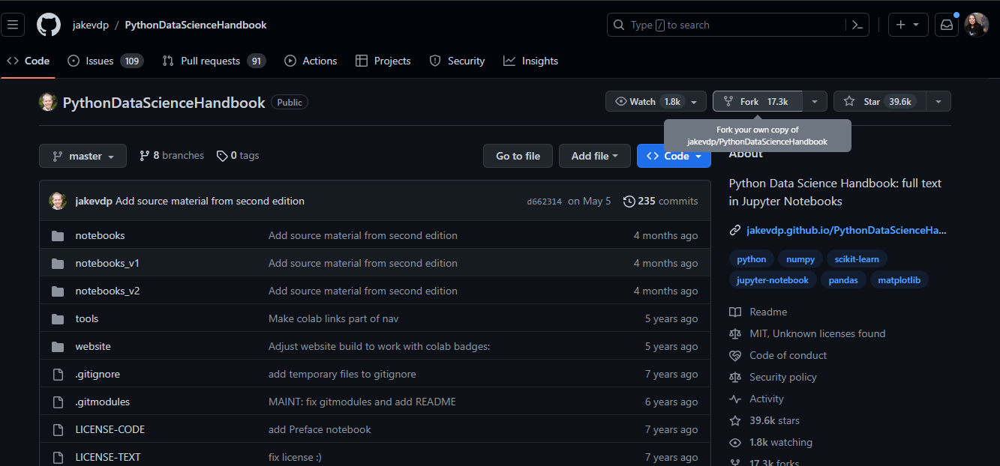 jakevdp / PythonDataScienceHandbook
Type / to search
Code Issues 109 Pull requests 91 Actions Projects Security Insights
PythonDataScienceHandbook Public
Watch 1.8k Fork 17.3k Star 39.6k
Fork your own copy of
jakevdp/PythonDataScienceHandbook
master 8 branches 0 tags Go to file Add file Code
jakevdp Add source material from second edition d662314 on May 5 235 commits
notebooks Add source material from second edition 4 months ago
notebooks_v1 Add source material from second edition 4 months ago
notebooks_v2 Add source material from second edition 4 months ago
tools Make colab links part of nav 5 years ago
website Adjust website build to work with colab badges: 5 years ago
.gitignore add temporary files to gitignore 7 years ago
.gitmodules MAINT: fix gitmodules and add README 6 years ago
LICENSE-CODE add Preface notebook 7 years ago
LICENSE-TEXT fix license :) 7 years ago
About
Python Data Science Handbook: full text
in Jupyter Notebooks
jakevdp.github.io/PythonDataScienceHa...
python numpy scikit-learn
jupyter-notebook pandas matplotlib
Readme
MIT, Unknown licenses found
Code of conduct
Security policy
Activity
39.6k stars
1.8k watching
17.3k forks